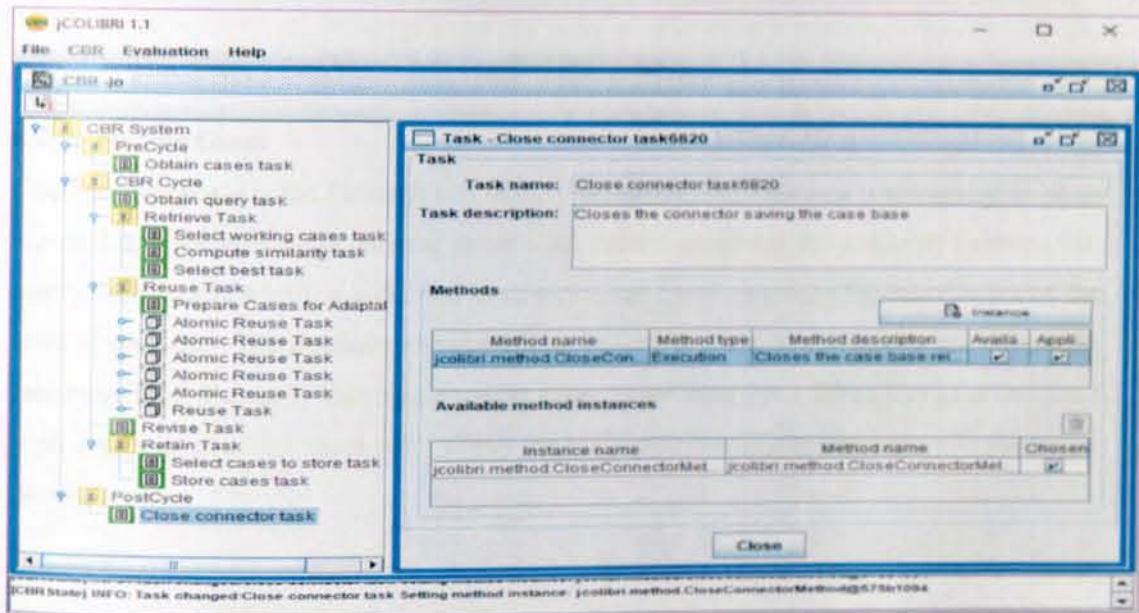 jCOLIBRI 1.1
File CBR Evaluation Help
CBR -jo
CBR System
PreCycle
Obtain cases task
CBR Cycle
Obtain query task
Retrieve Task
Select working cases task
Compute similarity task
Select best task
Reuse Task
Prepare Cases for Adaptat
Atomic Reuse Task
Atomic Reuse Task
Atomic Reuse Task
Atomic Reuse Task
Atomic Reuse Task
Reuse Task
Revise Task
Retain Task
Select cases to store task
Store cases task
PostCycle
Close connector task
Task - Close connector task6820
Task
Task name: Close connector task6820
Task description: Closes the connector saving the case base
Methods
Instance
Method name Method type Method description Availa... Appli...
jcolibri.method.CloseCon... Execution Closes the case base rel...
Available method instances
Instance name Method name Chosen
jcolibri.method.CloseConnectorMet... jcolibri.method.CloseConnectorMet...
Close
[CBRState] INFO: Task changed:Close connector task Setting method instance: jcolibri.method.CloseConnectorMethod@575b1094